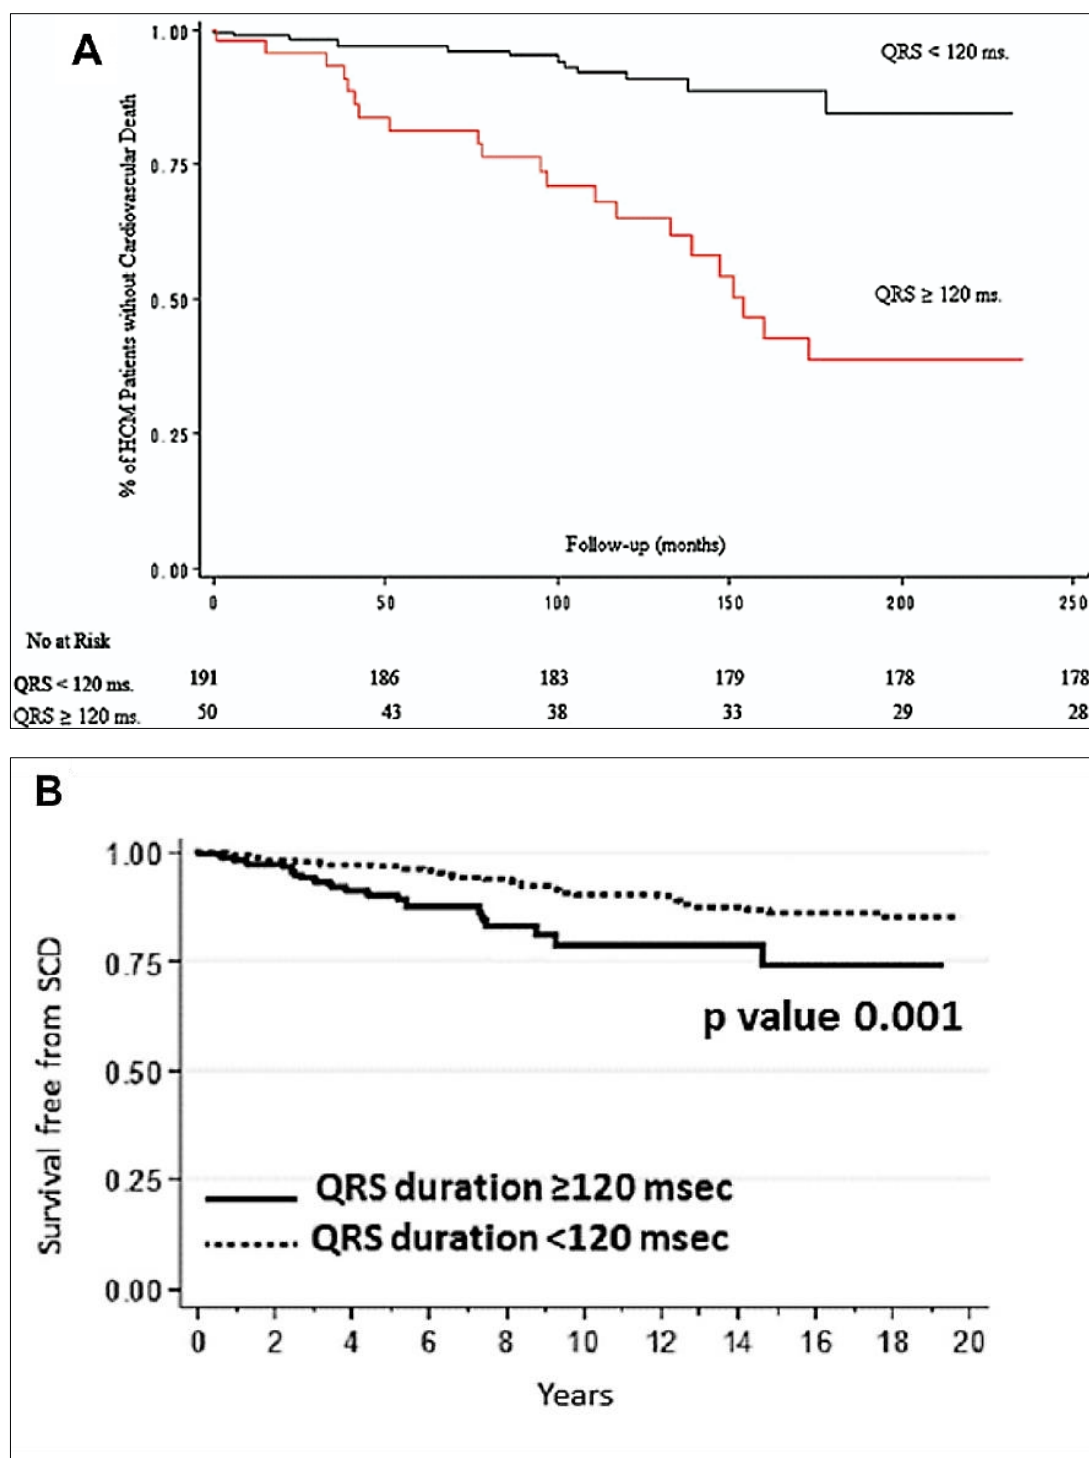 A
1.00
QRS < 120 ms.
% of HCM Patients without Cardiovascular Death
0.75
0.50
QRS ≥ 120 ms.
0.25
Follow-up (months)
0.00
0 50 100 150 200 250
No at Risk
QRS < 120 ms. 191 186 183 179 178 178
QRS ≥ 120 ms. 50 43 38 33 29 28
B
1.00
Survival free from SCD
0.75
p value 0.001
0.50
0.25
QRS duration ≥120 msec
QRS duration <120 msec
0.00
0 2 4 6 8 10 12 14 16 18 20
Years